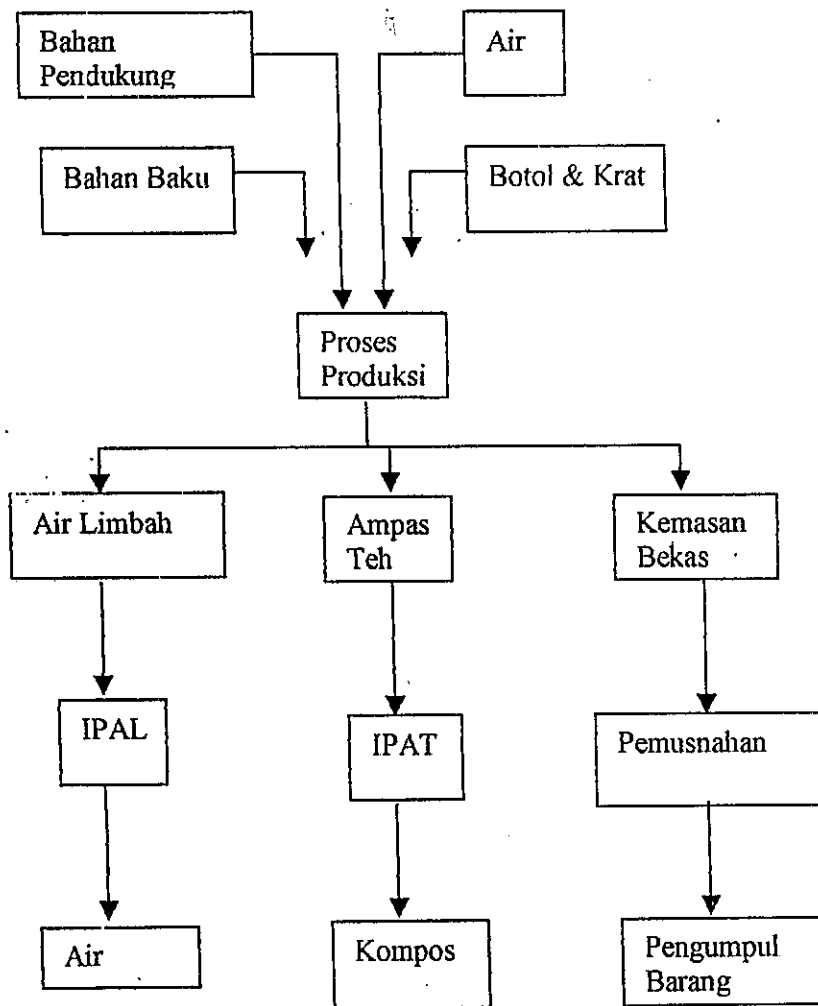 Bahan
Pendukung
Air
Bahan Baku
Botol & Krat
Proses
Produksi
Air Limbah
Ampas
Teh
Kemasan
Bekas
IPAL
IPAT
Pemusnahan
Air
Kompos
Pengumpul
Barang